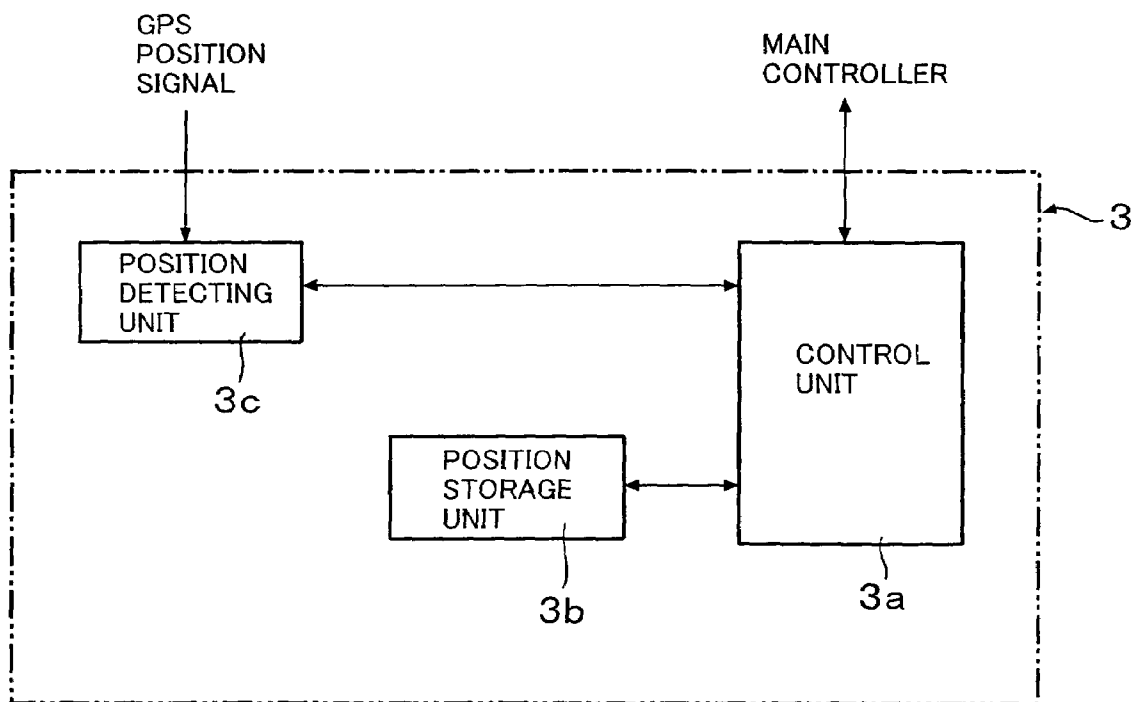 GPS
POSITION
SIGNAL
MAIN
CONTROLLER
3
POSITION
DETECTING
UNIT
3c
CONTROL
UNIT
POSITION
STORAGE
UNIT
3b
3a